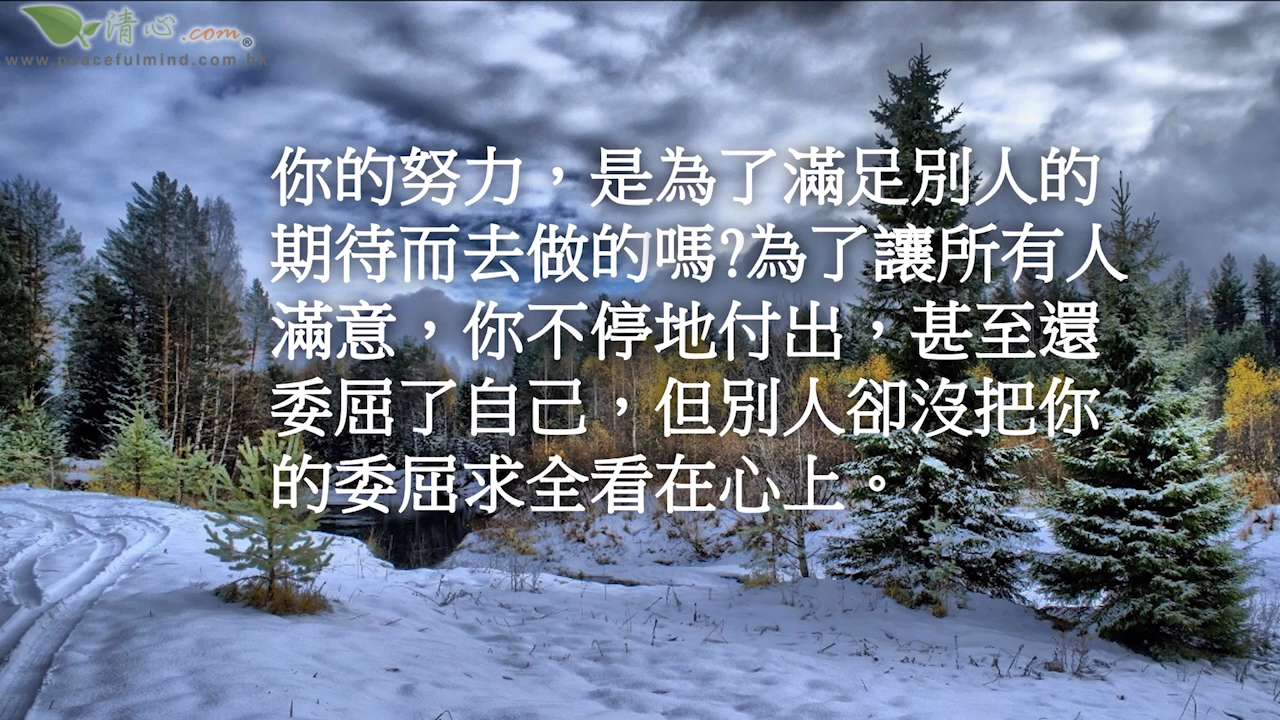 清心.com®
www.peacefulmind.com.hk
你的努力，是為了滿足別人的
期待而去做的嗎?為了讓所有人
滿意，你不停地付出，甚至還
委屈了自己，但別人卻沒把你
的委屈求全看在心上。